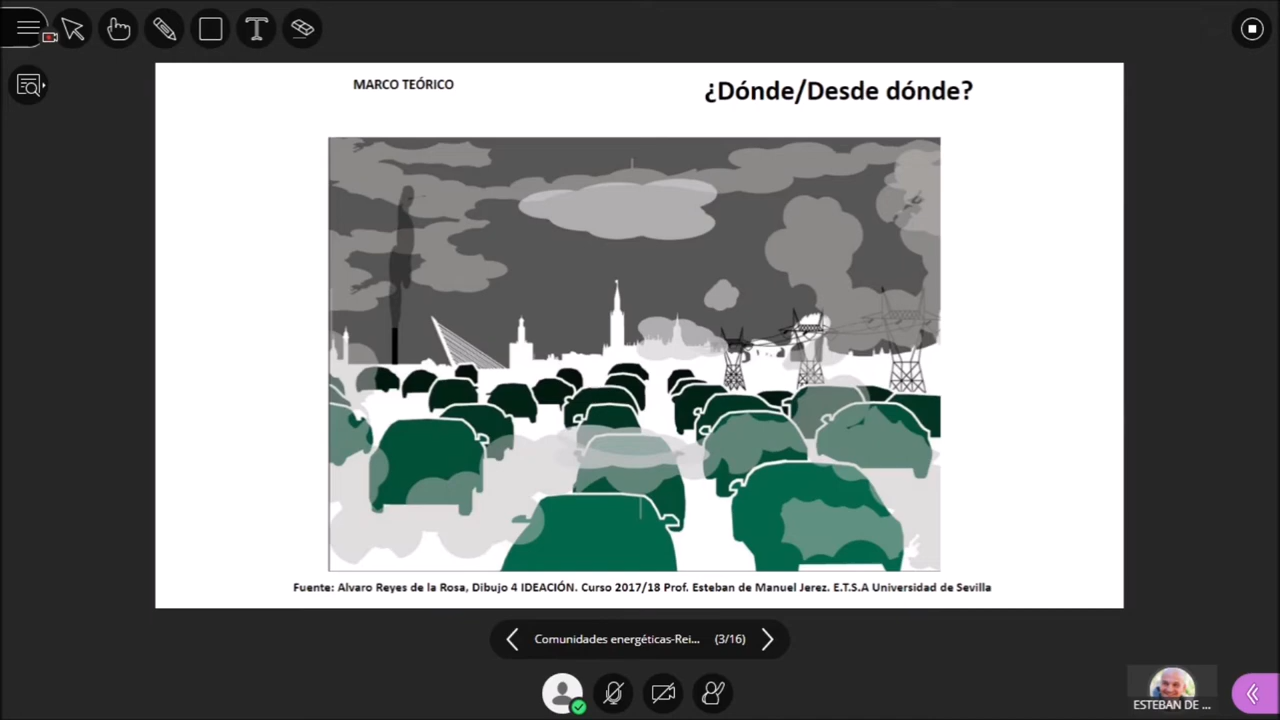 MARCO TEÓRICO
¿Dónde/Desde dónde?
Fuente: Alvaro Reyes de la Rosa, Dibujo 4 IDEACIÓN. Curso 2017/18 Prof. Esteban de Manuel Jerez. E.T.S.A Universidad de Sevilla
Comunidades energéticas-Rei... (3/16)
ESTEBAN DE ...